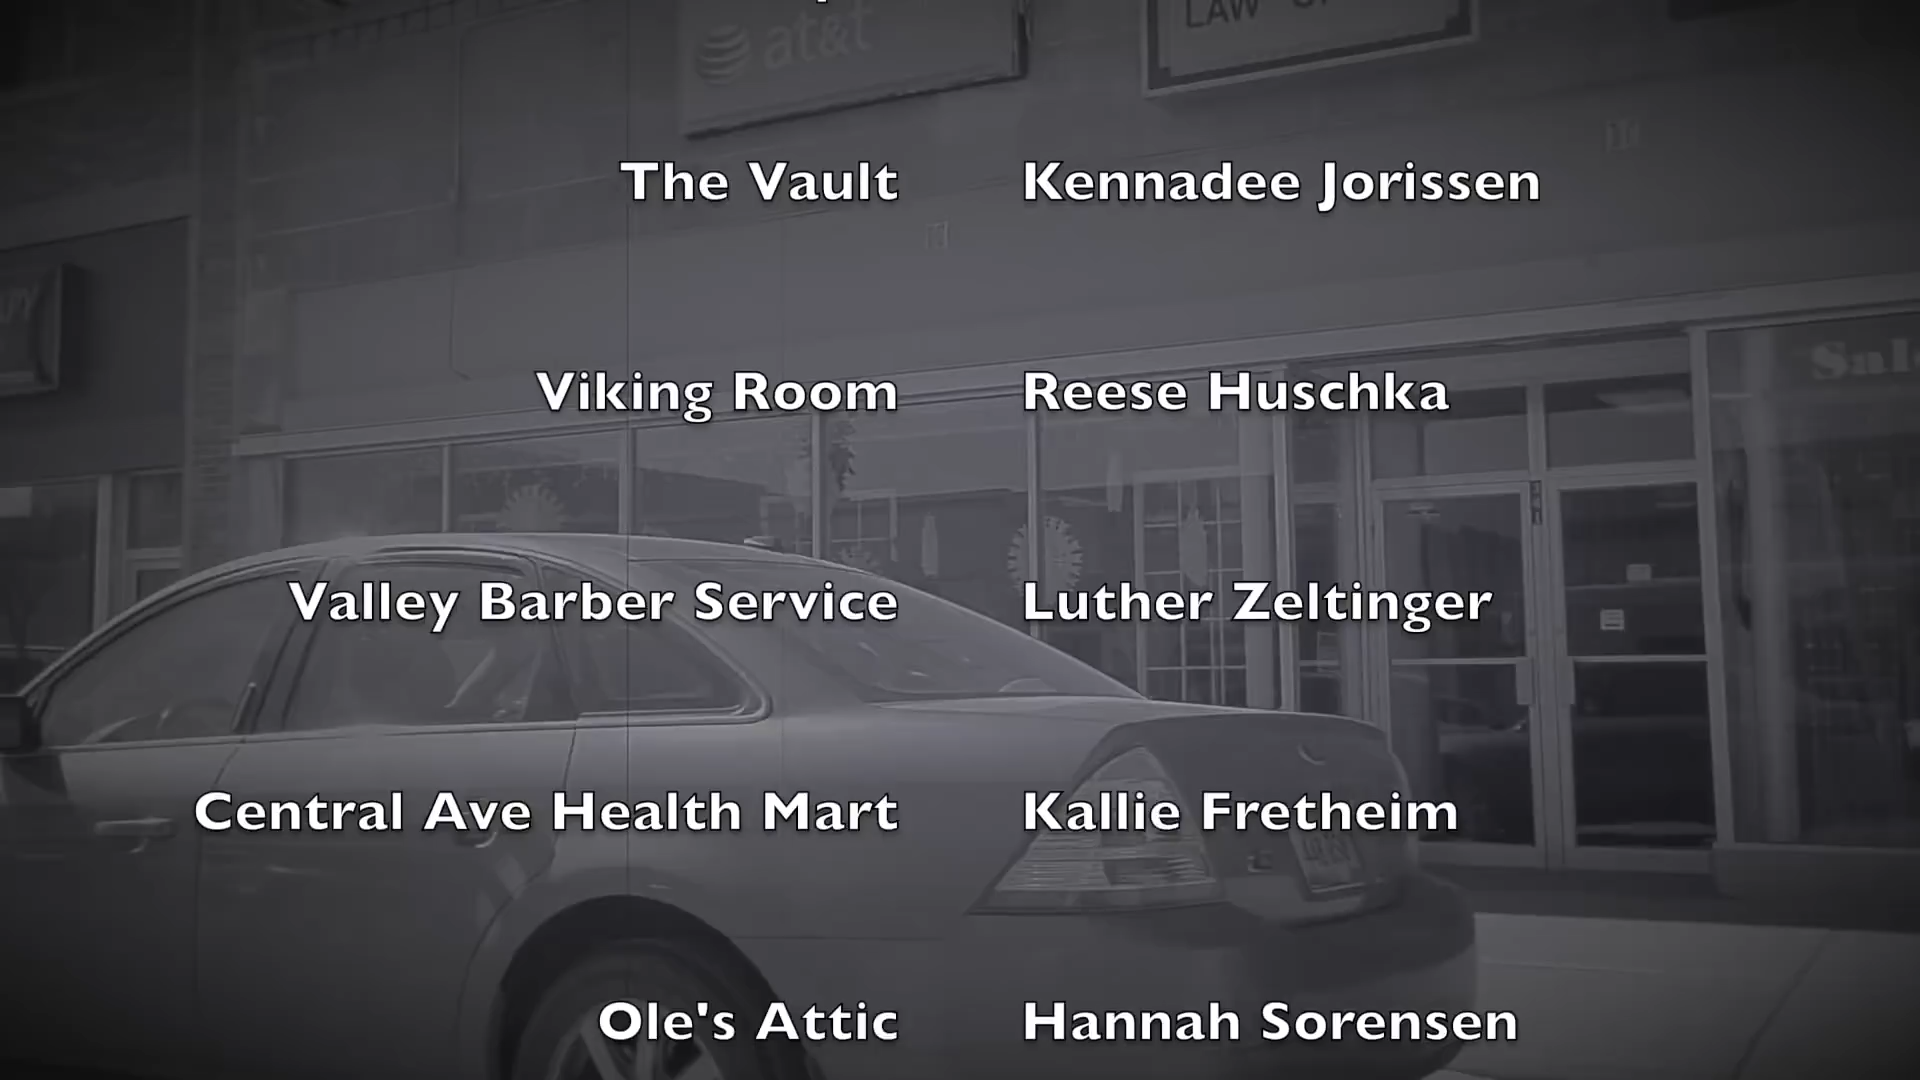 at&t
LAW
The Vault Kennadee Jorissen
Viking Room Reese Huschka
Valley Barber Service Luther Zeltinger
Central Ave Health Mart Kallie Fretheim
Ole's Attic Hannah Sorensen